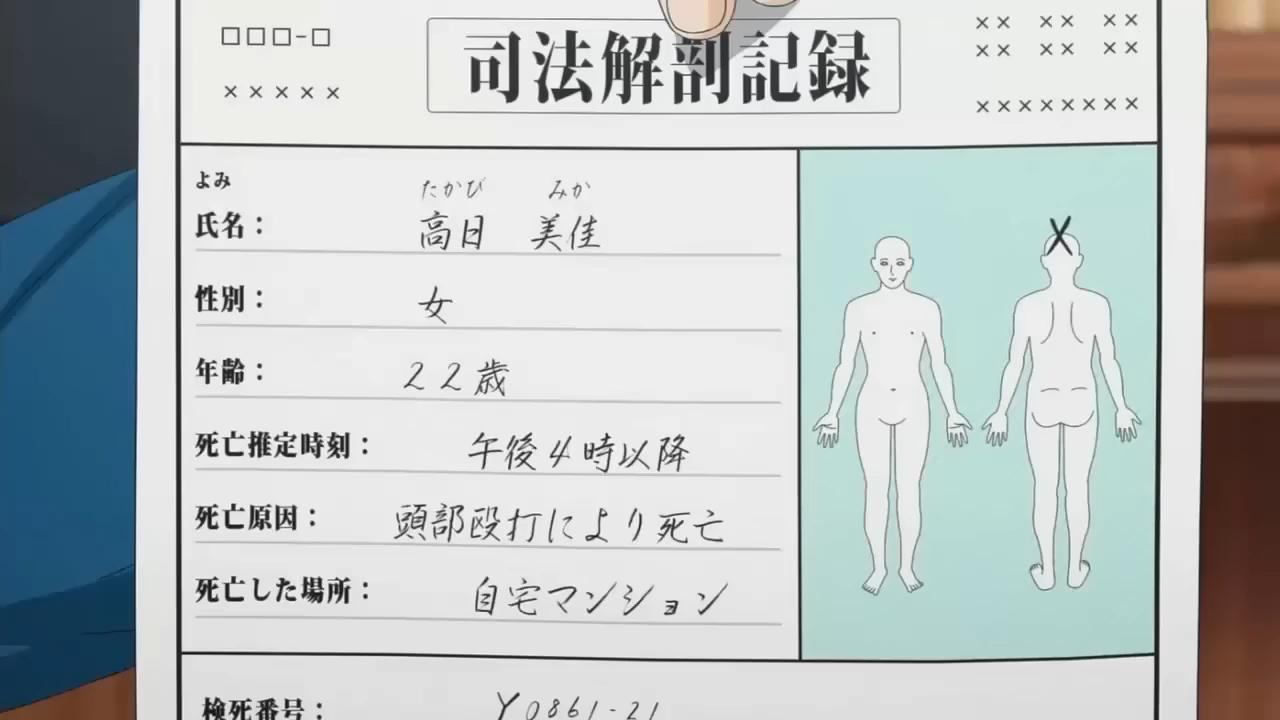 □□□-□
×××××
司法解剖記録
×× ×× ××
×× ×× ××
××××××××
よみ たかび みか
氏名： 高日 美佳
性別： 女
年齢： 22歳
死亡推定時刻： 午後4時以降
死亡原因： 頭部殴打により死亡
死亡した場所： 自宅マンション
X
検死番号： Y0861-21